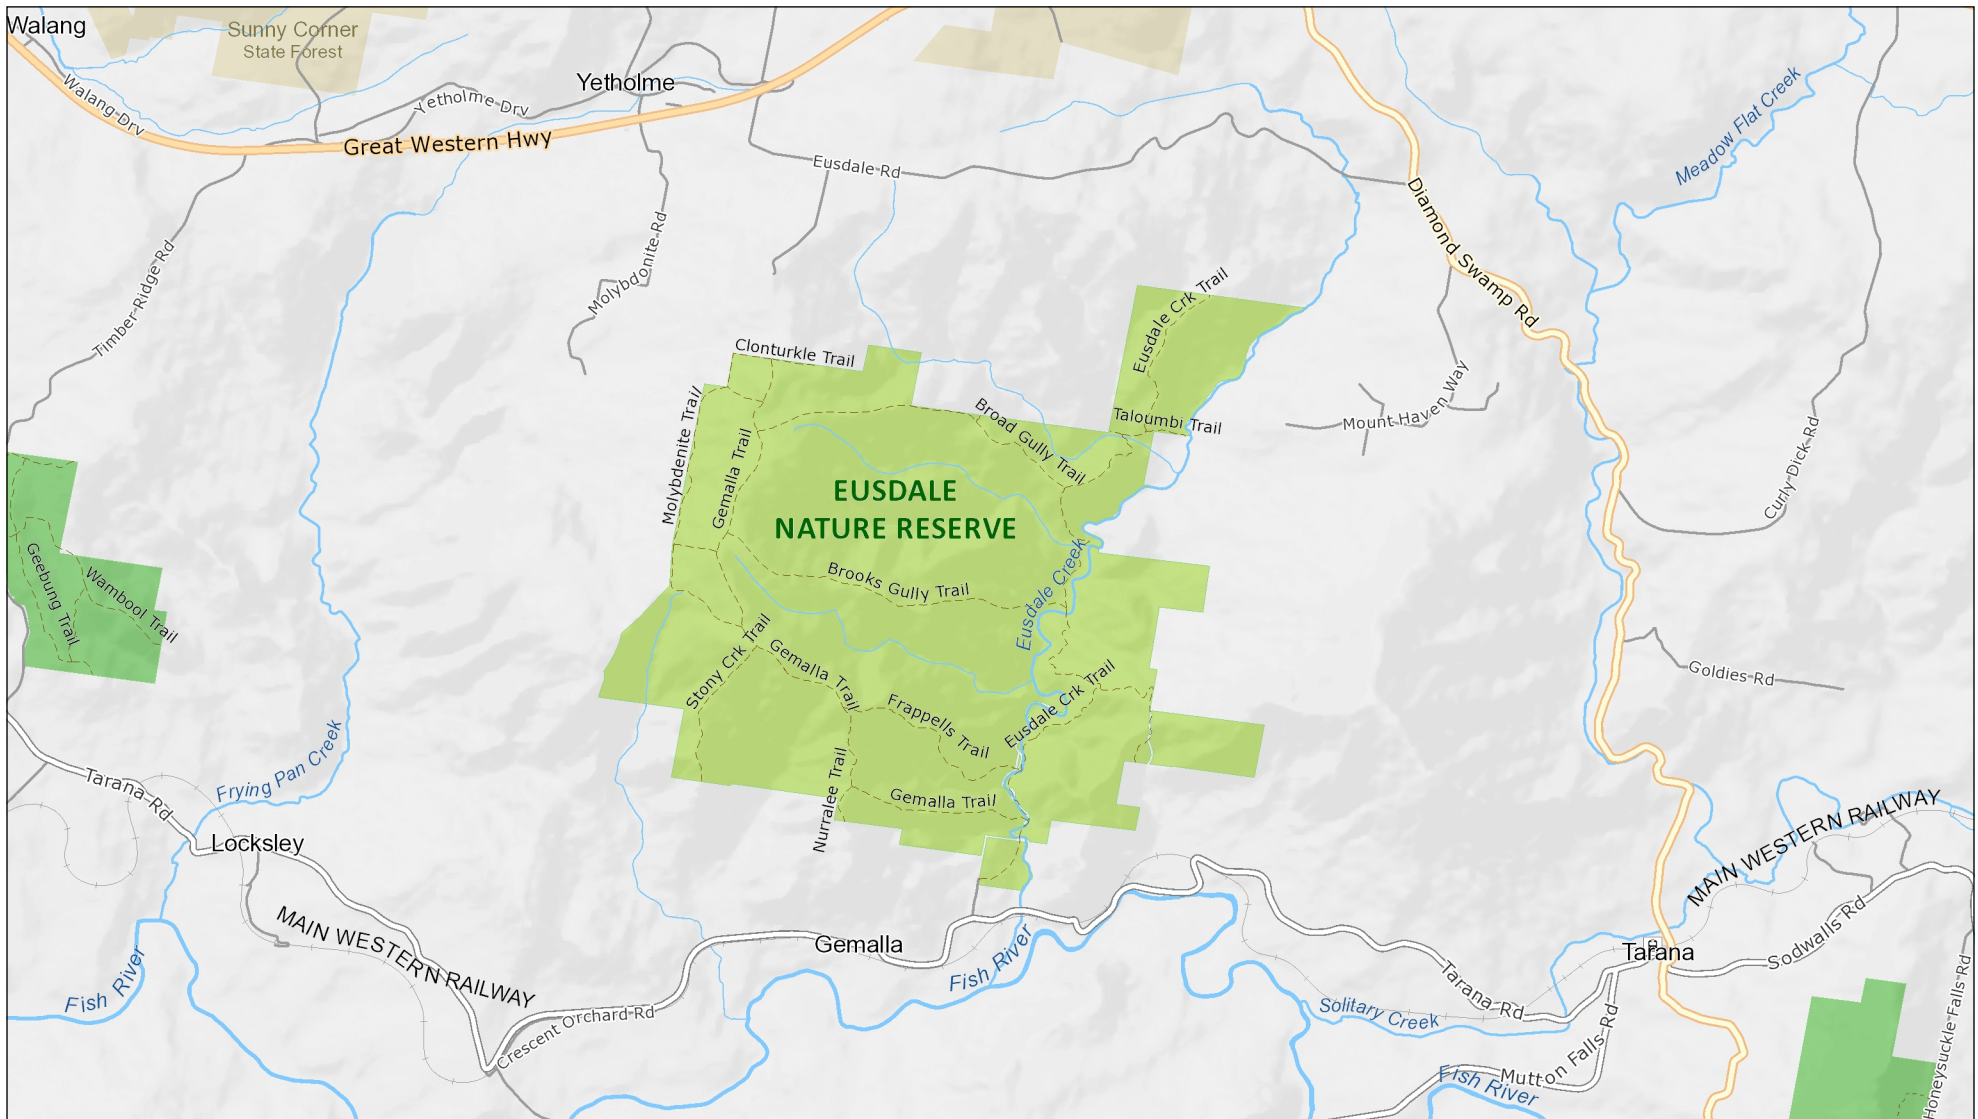 Walang
Sunny Corner
State Forest
Yetholme
Walang Drv
Yetholme Drv
Great Western Hwy
Eusdale Rd
Meadow Flat Creek
Diamond Swamp Rd
Timber Ridge Rd
Molybdonite Rd
Eusdale Crk Trail
Clonturkle Trail
Molybdenite Trail
Gemalla Trail
Broad Gully Trail
Taloumbi Trail
Mount Haven Way
Curly Dick Rd
EUSDALE
NATURE RESERVE
Geebung Trail
Wambool Trail
Brooks Gully Trail
Eusdale Creek
Stony Crk Trail
Gemalla Trail
Frappells Trail
Eusdale Crk Trail
Goldies Rd
Frying Pan Creek
Tarana Rd
Nurralee Trail
Gemalla Trail
Locksley
MAIN WESTERN RAILWAY
MAIN WESTERN RAILWAY
Gemalla
Fish River
Fish River
Crescent Orchard Rd
Tarana
Tarana Rd
Sodwalls Rd
Solitary Creek
Mutton Falls Rd
Fish River
Honeysuckle Falls Rd